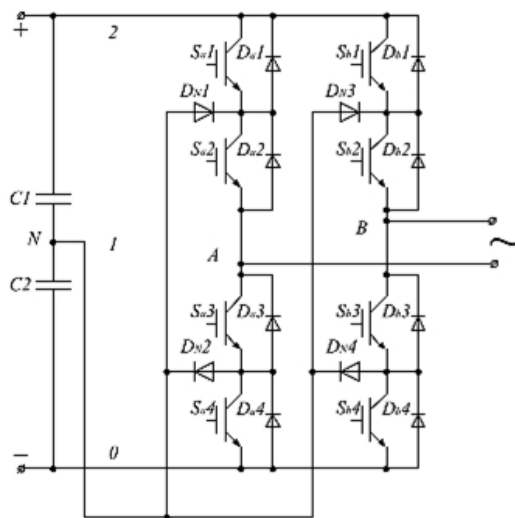 + 2
Sa1 Da1 Sb1 Db1
DN1 DN3
Sa2 Da2 Sb2 Db2
C1
N 1 A B ~
C2
Sa3 Da3 Sb3 Db3
DN2 DN4
Sa4 Da4 Sb4 Db4
− 0